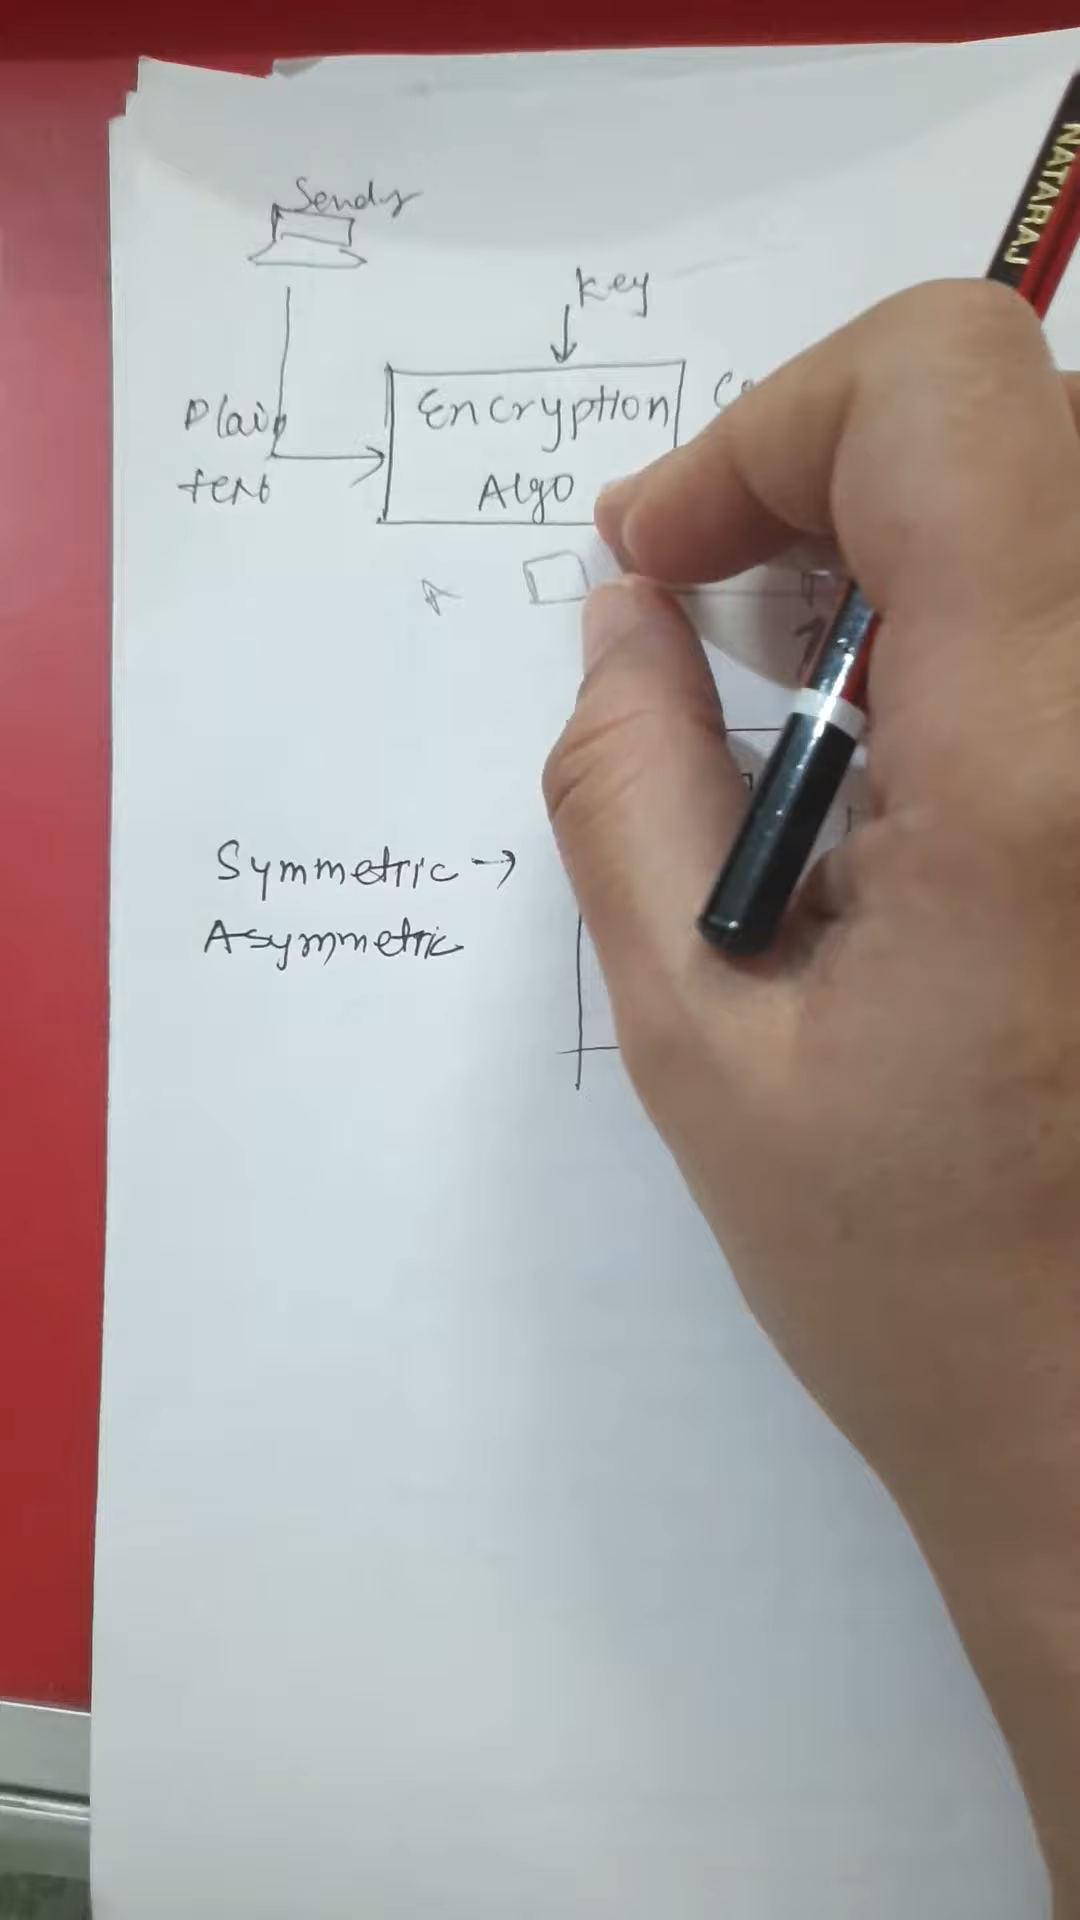 Sender
key
Encryption
Algo
Plain
text
Symmetric →
Asymmetric
NATARAJ